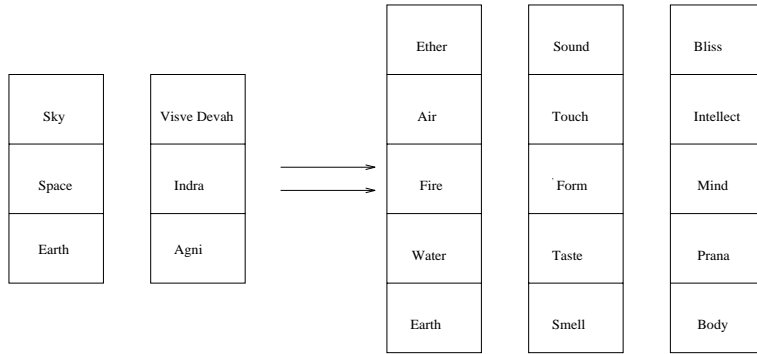 Ether Sound Bliss
Sky Visve Devah Air Touch Intellect
Space Indra Fire Form Mind
Earth Agni Water Taste Prana
Earth Smell Body